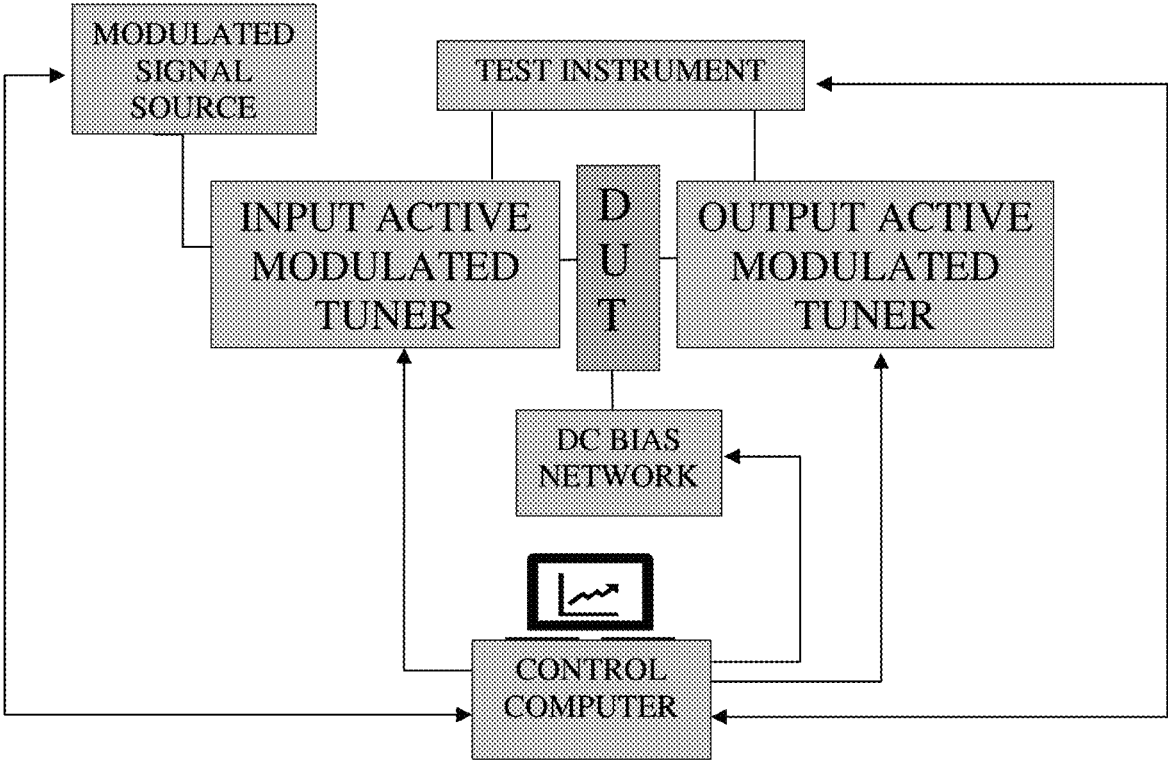 MODULATED
SIGNAL
SOURCE
TEST INSTRUMENT
INPUT ACTIVE
MODULATED
TUNER
D
U
T
OUTPUT ACTIVE
MODULATED
TUNER
DC BIAS
NETWORK
CONTROL
COMPUTER